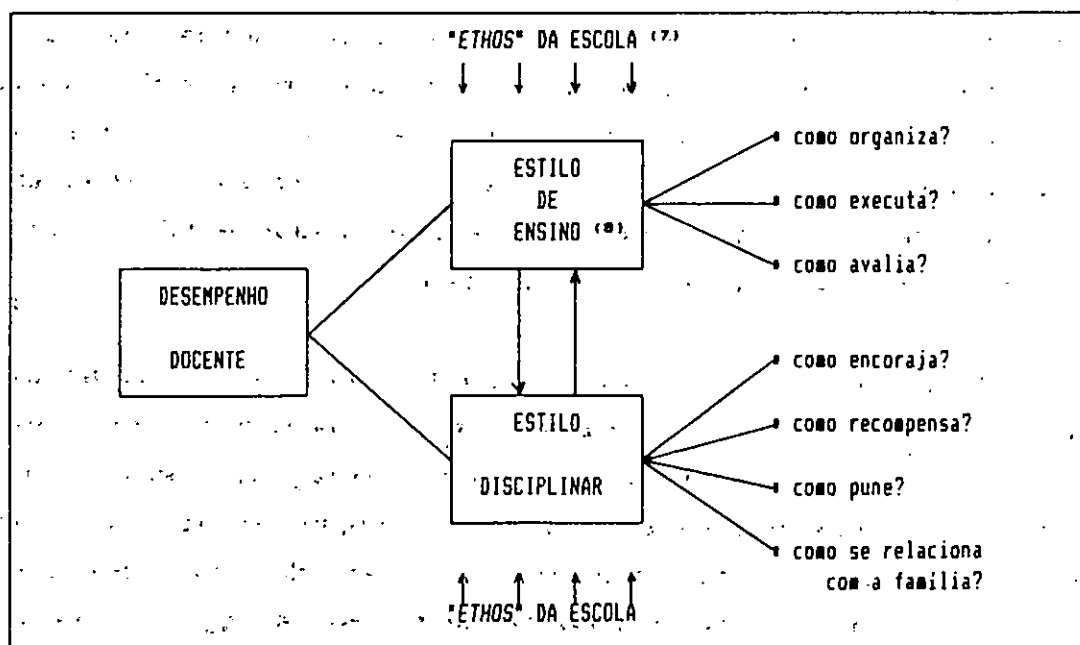 "ETHOS" DA ESCOLA (7)
ESTILO
DE
ENSINO (8)
como organiza?
como executa?
como avalia?
DESEMPENHO
DOCENTE
ESTILO
DISCIPLINAR
como encoraja?
como recompensa?
como pune?
como se relaciona
com a família?
"ETHOS" DA ESCOLA